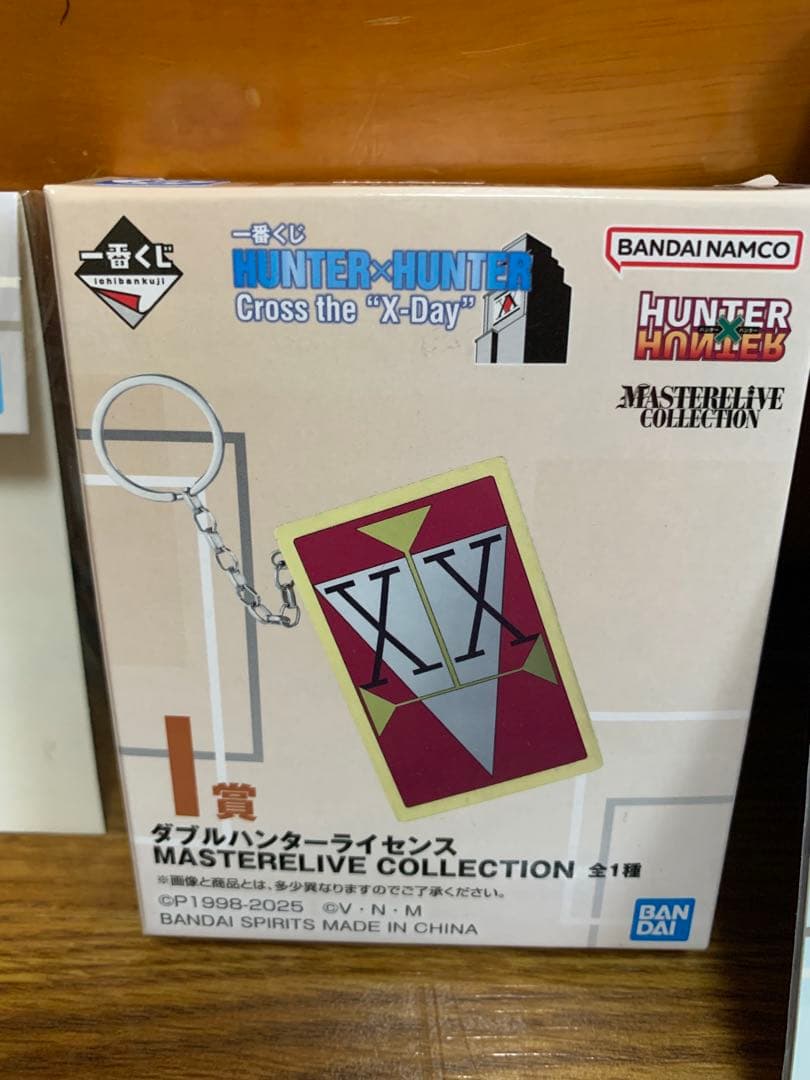 一番くじ
ichibankuji
一番くじ
HUNTER×HUNTER
Cross the “X-Day”
BANDAI NAMCO
HUNTER
×
HUNTER
MASTERELIVE
COLLECTION
XX
I賞
ダブルハンターライセンス
MASTERELIVE COLLECTION 全1種
※画像と商品とは、多少異なりますのでご了承ください。
©P1998-2025 ©V・N・M
BANDAI SPIRITS MADE IN CHINA
BAN
DAI